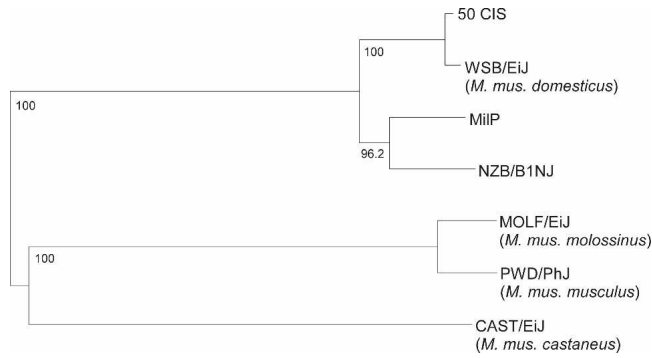 50 CIS
100
WSB/EiJ
(M. mus. domesticus)
100
MilP
96.2
NZB/B1NJ
MOLF/EiJ
(M. mus. molossinus)
100
PWD/PhJ
(M. mus. musculus)
CAST/EiJ
(M. mus. castaneus)